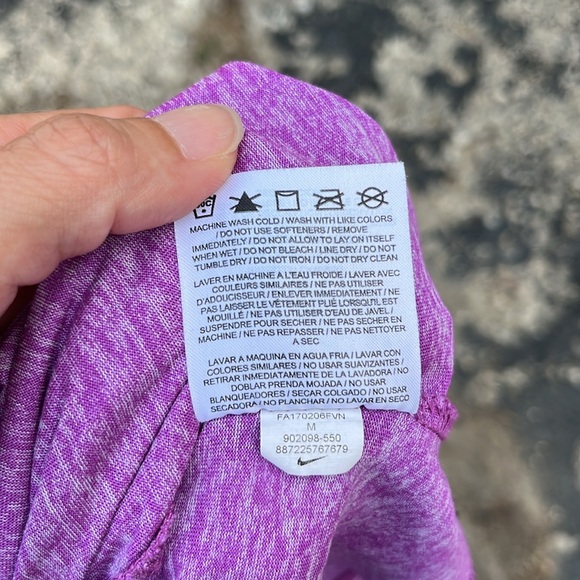 MACHINE WASH COLD / WASH WITH LIKE COLORS
/ DO NOT USE SOFTENERS / REMOVE
IMMEDIATELY / DO NOT ALLOW TO LAY ON ITSELF
WHEN WET / DO NOT BLEACH / LINE DRY / DO NOT
TUMBLE DRY / DO NOT IRON / DO NOT DRY CLEAN
LAVER EN MACHINE A L'EAU FROIDE / LAVER AVEC
COULEURS SIMILAIRES / NE PAS UTILISER
D'ADOUCISSEUR / ENLEVER IMMEDIATEMENT / NE
PAS LAISSER LE VÊTEMENT PLIÉ LORSQU'IL EST
MOUILLÉ / NE PAS UTILISER D'EAU DE JAVEL /
SUSPENDRE POUR SECHER / NE PAS SECHER EN
MACHINE / NE PAS REPASSER / NE PAS NETTOYER
A SEC
LAVAR A MAQUINA EN AGUA FRIA / LAVAR CON
COLORES SIMILARES / NO USAR SUAVIZANTES /
RETIRAR INMEDIATAMENTE DE LA LAVADORA / NO
DOBLAR PRENDA MOJADA / NO USAR
BLANQUEADORES / SECAR COLGADO / NO USAR
SECADORA / NO PLANCHAR / NO LAVAR EN SECO
FA170206FVN
M
902098-550
887225767679